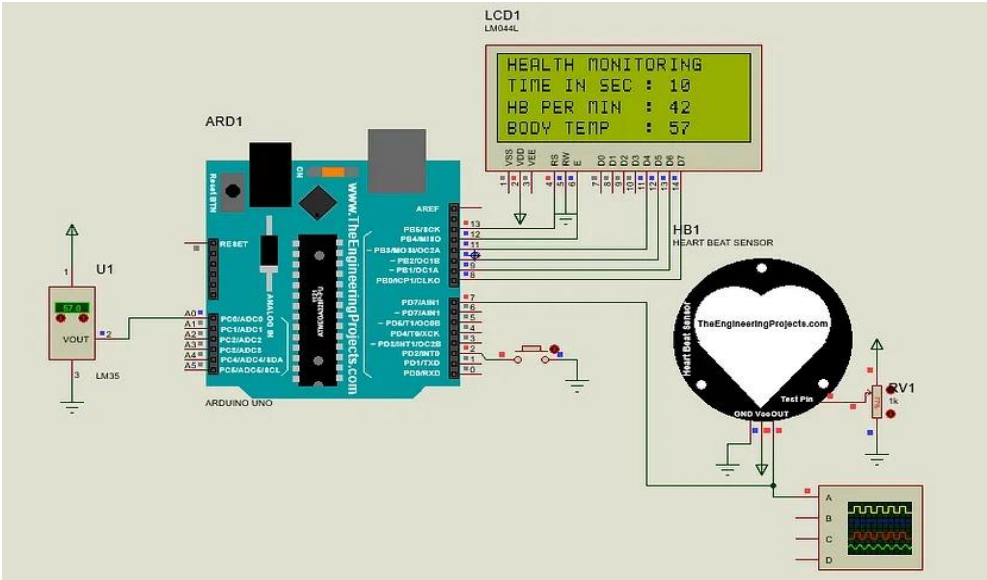 LCD1
LM044L
HEALTH MONITORING
TIME IN SEC : 10
HB PER MIN : 42
BODY TEMP : 57
VSS
VDD
VEE
RS
RW
E
D0
D1
D2
D3
D4
D5
D6
D7
1
2
3
4
5
6
7
8
9
10
11
12
13
14
ARD1
Reset BTN
ON
www.TheEngineeringProjects.com
RESET
ANALOG IN
AREF
PB5/SCK
PB4/MISO
~ PB3/MOSI/OC2A
~ PB2/OC1B
~ PB1/OC1A
PB0/ICP1/CLKO
13
12
11
9
8
PD7/AIN1
~ PD7/AIN1
~ PD5/T1/OC0B
PD4/T0/XCK
~ PD3/INT1/OC2B
PD2/INT0
PD1/TXD
PD0/RXD
7
6
5
4
3
2
1
0
A0
A1
A2
A3
A4
A5
PC0/ADC0
PC1/ADC1
PC2/ADC2
PC3/ADC3
PC4/ADC4/SDA
PC5/ADC5/SCL
ARDUINO UNO
U1
1
57.0
2
VOUT
3
LM35
HB1
HEART BEAT SENSOR
Heart Beat Sensor
TheEngineeringProjects.com
Test Pin
GND Vcc OUT
RV1
1k
A
B
C
D